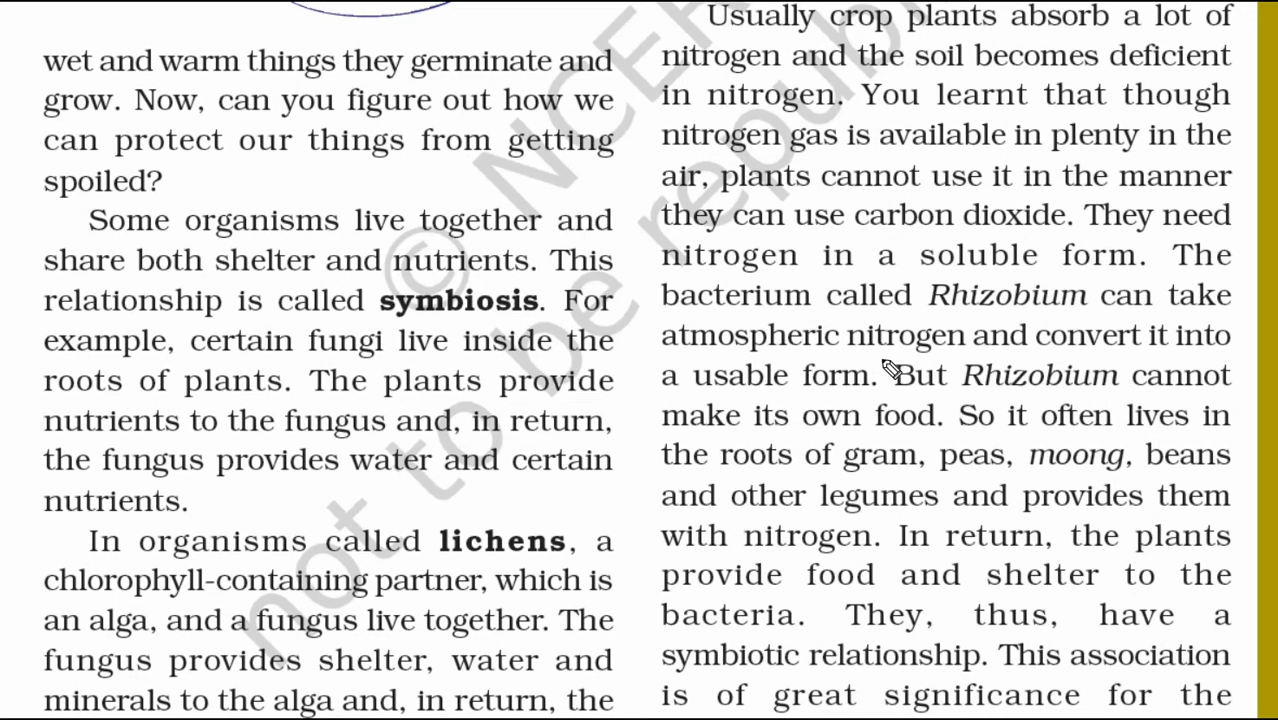 wet and warm things they germinate and
grow. Now, can you figure out how we
can protect our things from getting
spoiled?
Some organisms live together and
share both shelter and nutrients. This
relationship is called symbiosis. For
example, certain fungi live inside the
roots of plants. The plants provide
nutrients to the fungus and, in return,
the fungus provides water and certain
nutrients.
In organisms called lichens, a
chlorophyll-containing partner, which is
an alga, and a fungus live together. The
fungus provides shelter, water and
minerals to the alga and, in return, the
Usually crop plants absorb a lot of
nitrogen and the soil becomes deficient
in nitrogen. You learnt that though
nitrogen gas is available in plenty in the
air, plants cannot use it in the manner
they can use carbon dioxide. They need
nitrogen in a soluble form. The
bacterium called Rhizobium can take
atmospheric nitrogen and convert it into
a usable form. But Rhizobium cannot
make its own food. So it often lives in
the roots of gram, peas, moong, beans
and other legumes and provides them
with nitrogen. In return, the plants
provide food and shelter to the
bacteria. They, thus, have a
symbiotic relationship. This association
is of great significance for the
© NCER
not to be republ